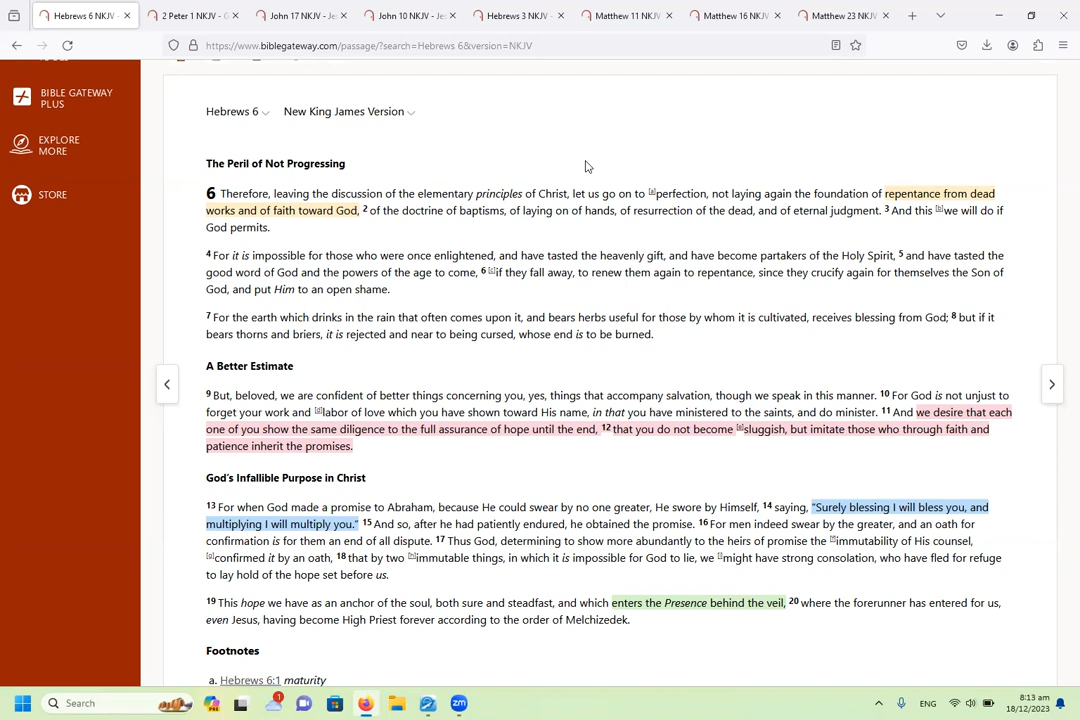 Hebrews 6 NKJV -
2 Peter 1 NKJV - G
John 17 NKJV - Je
John 10 NKJV - Je
Hebrews 3 NKJV -
Matthew 11 NKJV
Matthew 16 NKJV
Matthew 23 NKJV
https://www.biblegateway.com/passage/?search=Hebrews 6&version=NKJV
BIBLE GATEWAY
PLUS
EXPLORE
MORE
STORE
Hebrews 6
New King James Version
The Peril of Not Progressing
6 Therefore, leaving the discussion of the elementary principles of Christ, let us go on to [a]perfection, not laying again the foundation of repentance from dead
works and of faith toward God, 2 of the doctrine of baptisms, of laying on of hands, of resurrection of the dead, and of eternal judgment. 3 And this [b]we will do if
God permits.
4 For it is impossible for those who were once enlightened, and have tasted the heavenly gift, and have become partakers of the Holy Spirit, 5 and have tasted the
good word of God and the powers of the age to come, 6 [c]if they fall away, to renew them again to repentance, since they crucify again for themselves the Son of
God, and put Him to an open shame.
7 For the earth which drinks in the rain that often comes upon it, and bears herbs useful for those by whom it is cultivated, receives blessing from God; 8 but if it
bears thorns and briers, it is rejected and near to being cursed, whose end is to be burned.
A Better Estimate
9 But, beloved, we are confident of better things concerning you, yes, things that accompany salvation, though we speak in this manner. 10 For God is not unjust to
forget your work and [d]labor of love which you have shown toward His name, in that you have ministered to the saints, and do minister. 11 And we desire that each
one of you show the same diligence to the full assurance of hope until the end, 12 that you do not become [e]sluggish, but imitate those who through faith and
patience inherit the promises.
God's Infallible Purpose in Christ
13 For when God made a promise to Abraham, because He could swear by no one greater, He swore by Himself, 14 saying, "Surely blessing I will bless you, and
multiplying I will multiply you." 15 And so, after he had patiently endured, he obtained the promise. 16 For men indeed swear by the greater, and an oath for
confirmation is for them an end of all dispute. 17 Thus God, determining to show more abundantly to the heirs of promise the [f]immutability of His counsel,
[g]confirmed it by an oath, 18 that by two [h]immutable things, in which it is impossible for God to lie, we [i]might have strong consolation, who have fled for refuge
to lay hold of the hope set before us.
19 This hope we have as an anchor of the soul, both sure and steadfast, and which enters the Presence behind the veil, 20 where the forerunner has entered for us,
even Jesus, having become High Priest forever according to the order of Melchizedek.
Footnotes
a. Hebrews 6:1 maturity
Search
1
ENG
8:13 am
18/12/2023